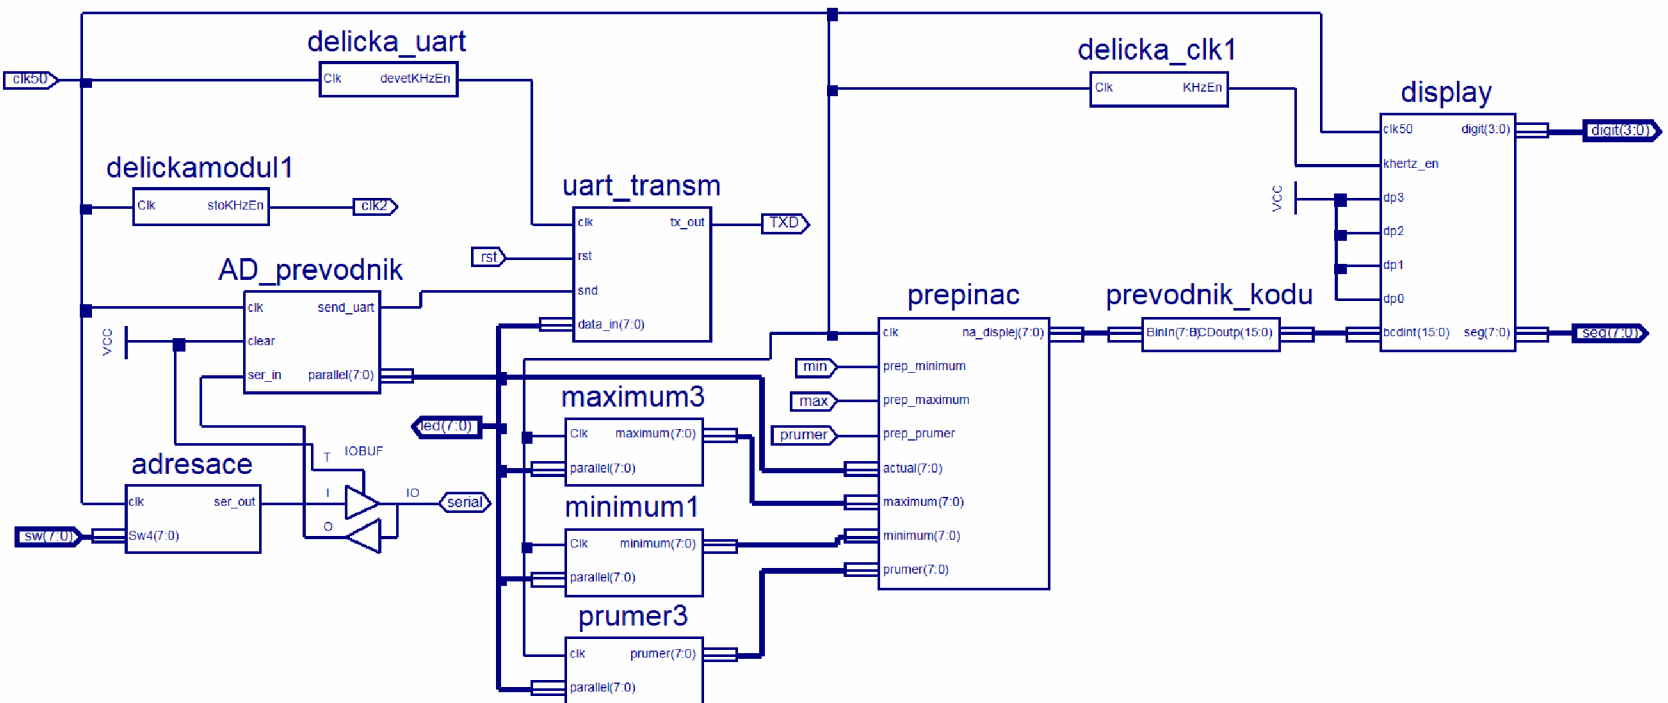 delicka_uart
clk50
Clk
devetKHzEn
delicka_clk1
Clk
KHzEn
display
clk50
digit(3:0)
digit(3:0)
khertz_en
VCC
dp3
dp2
dp1
dp0
bcdint(15:0)
seg(7:0)
seg(7:0)
delickamodul1
Clk
stoKHzEn
clk2
uart_transm
clk
tx_out
TXD
rst
rst
snd
data_in(7:0)
AD_prevodnik
clk
send_uart
VCC
clear
ser_in
parallel(7:0)
prepinac
clk
na_displej(7:0)
min
prep_minimum
max
prep_maximum
prumer
prep_prumer
actual(7:0)
maximum(7:0)
minimum(7:0)
prumer(7:0)
prevodnik_kodu
BinIn(7:0)
BCDoutp(15:0)
led(7:0)
maximum3
Clk
maximum(7:0)
parallel(7:0)
IOBUF
T
I
O
IO
serial
adresace
clk
ser_out
sw(7:0)
Sw4(7:0)
minimum1
Clk
minimum(7:0)
parallel(7:0)
prumer3
clk
prumer(7:0)
parallel(7:0)